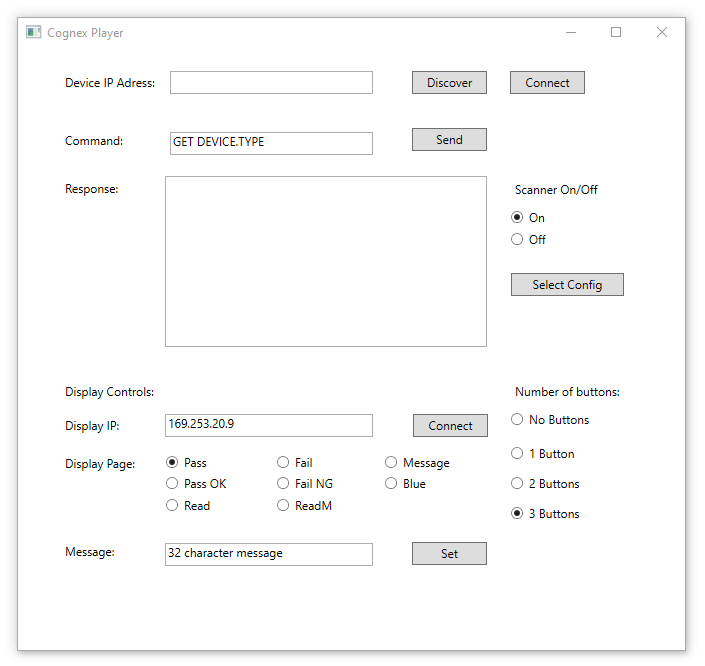 Cognex Player
Device IP Adress: Discover Connect
Command: GET DEVICE.TYPE Send
Response: Scanner On/Off
On
Off
Select Config
Display Controls: Number of buttons:
Display IP: 169.253.20.9 Connect No Buttons
Display Page: Pass Fail Message 1 Button
Pass OK Fail NG Blue 2 Buttons
Read ReadM 3 Buttons
Message: 32 character message Set